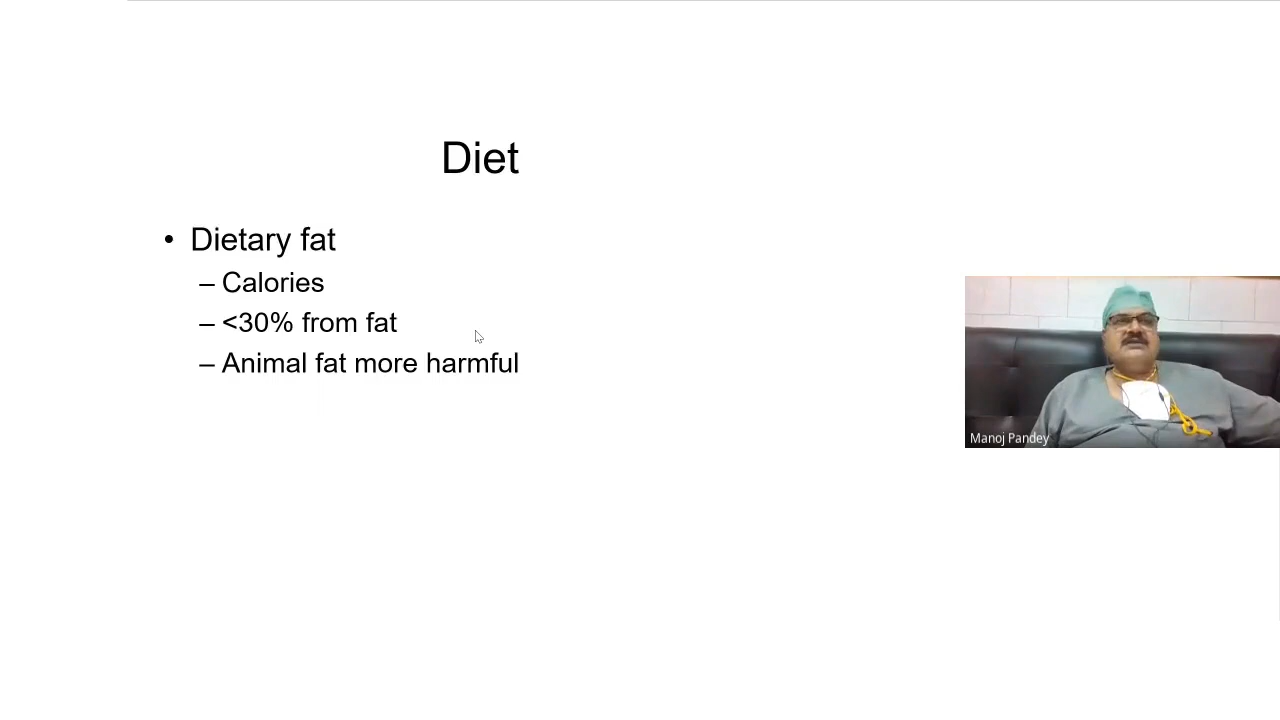 Diet
• Dietary fat
– Calories
– <30% from fat
– Animal fat more harmful
Manoj Pandey